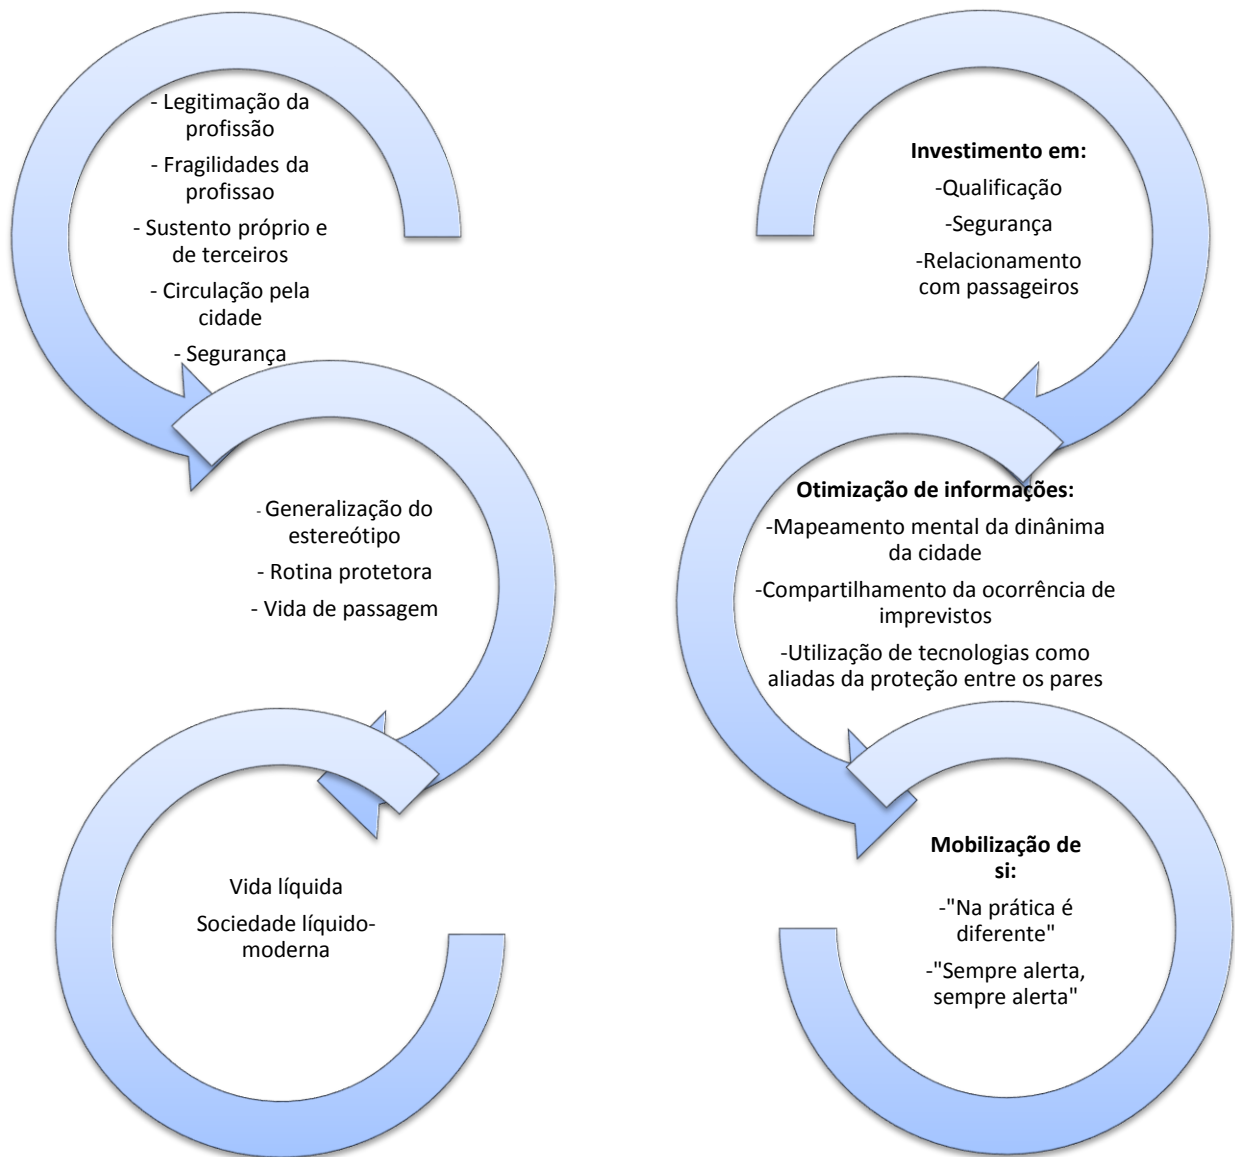 - Legitimação da
profissão
- Fragilidades da
profissao
- Sustento próprio e
de terceiros
- Circulação pela
cidade
- Segurança
- Generalização do
estereótipo
- Rotina protetora
- Vida de passagem
Vida líquida
Sociedade líquido-
moderna
Investimento em:
-Qualificação
-Segurança
-Relacionamento
com passageiros
Otimização de informações:
-Mapeamento mental da dinânima
da cidade
-Compartilhamento da ocorrência de
imprevistos
-Utilização de tecnologias como
aliadas da proteção entre os pares
Mobilização de
si:
-"Na prática é
diferente"
-"Sempre alerta,
sempre alerta"